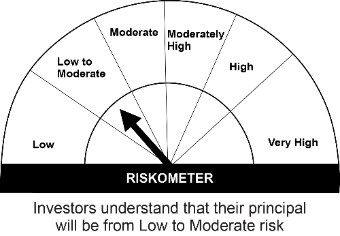 Moderate
Moderately
High
Low to
Moderate
High
Low
Very High
RISKOMETER
Investors understand that their principal
will be from Low to Moderate risk